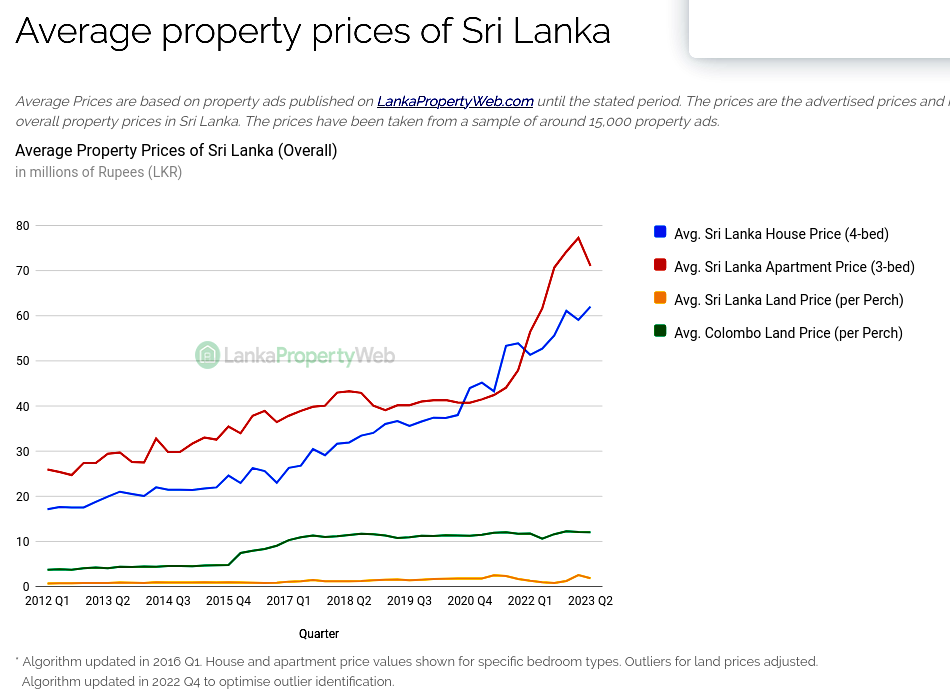 Average property prices of Sri Lanka
Average Prices are based on property ads published on LankaPropertyWeb.com until the stated period. The prices are the advertised prices and
overall property prices in Sri Lanka. The prices have been taken from a sample of around 15,000 property ads.
Average Property Prices of Sri Lanka (Overall)
in millions of Rupees (LKR)
80
70
60
50
40
30
20
10
0
LankaPropertyWeb
Avg. Sri Lanka House Price (4-bed)
Avg. Sri Lanka Apartment Price (3-bed)
Avg. Sri Lanka Land Price (per Perch)
Avg. Colombo Land Price (per Perch)
2012 Q1 2013 Q2 2014 Q3 2015 Q4 2017 Q1 2018 Q2 2019 Q3 2020 Q4 2022 Q1 2023 Q2
Quarter
* Algorithm updated in 2016 Q1. House and apartment price values shown for specific bedroom types. Outliers for land prices adjusted.
Algorithm updated in 2022 Q4 to optimise outlier identification.